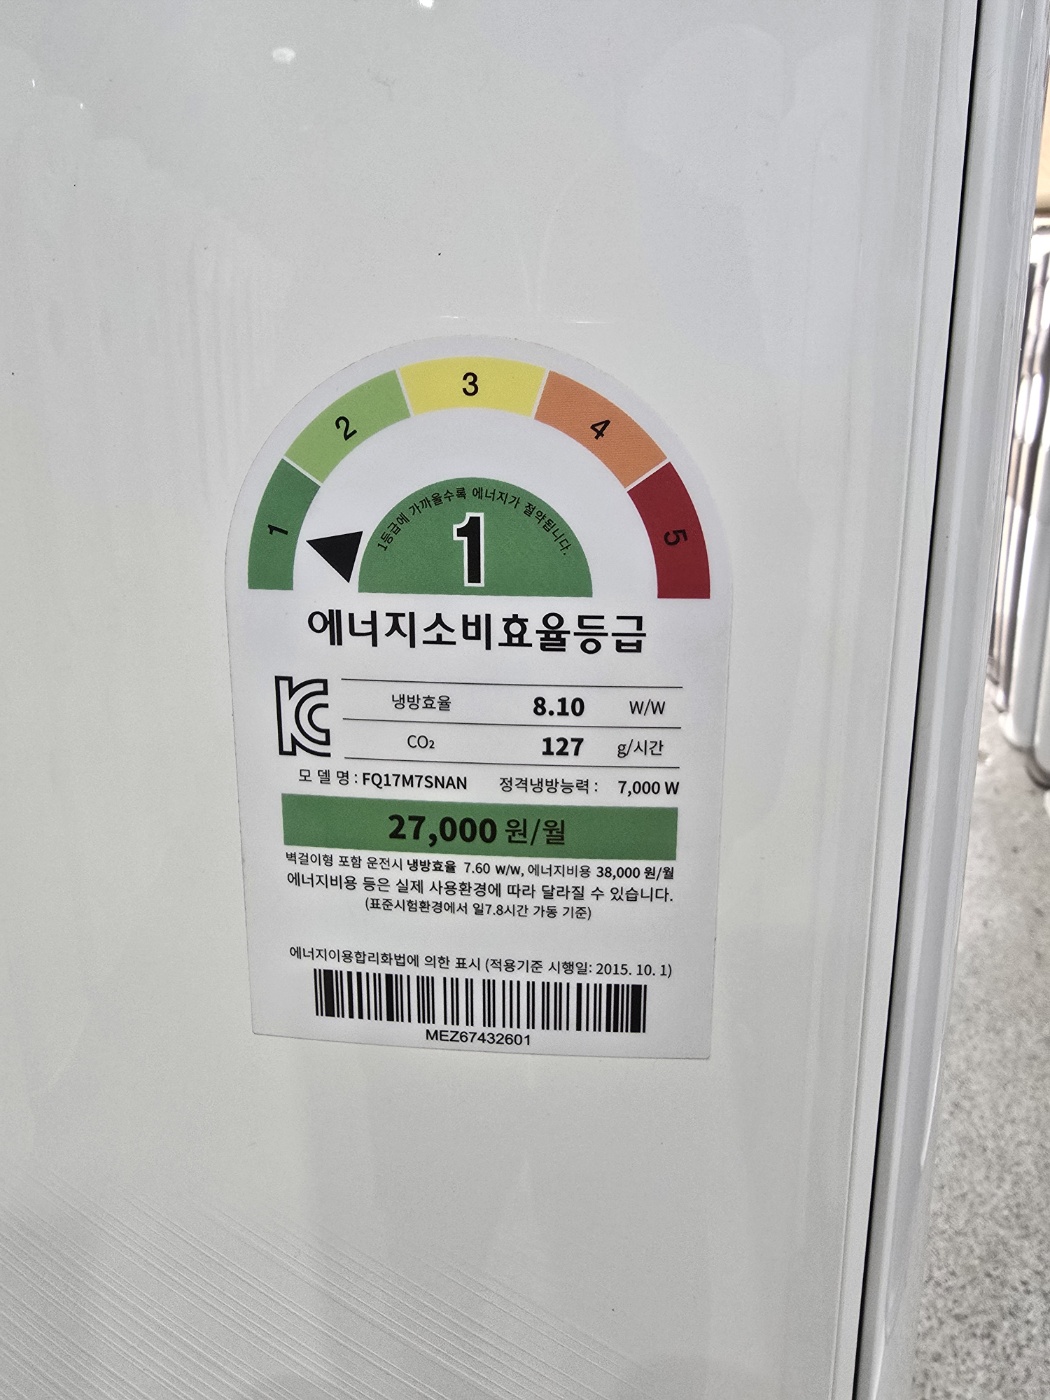 1
2
3
4
5
1등급에 가까울수록 에너지가 절약됩니다.
1
에너지소비효율등급
냉방효율 8.10 W/W
CO₂ 127 g/시간
모 델 명 : FQ17M7SNAN 정격냉방능력 : 7,000 W
27,000 원/월
벽걸이형 포함 운전시 냉방효율 7.60 W/W, 에너지비용 38,000 원/월
에너지비용 등은 실제 사용환경에 따라 달라질 수 있습니다.
(표준시험환경에서 일7.8시간 가동 기준)
에너지이용합리화법에 의한 표시 (적용기준 시행일: 2015. 10. 1)
MEZ67432601